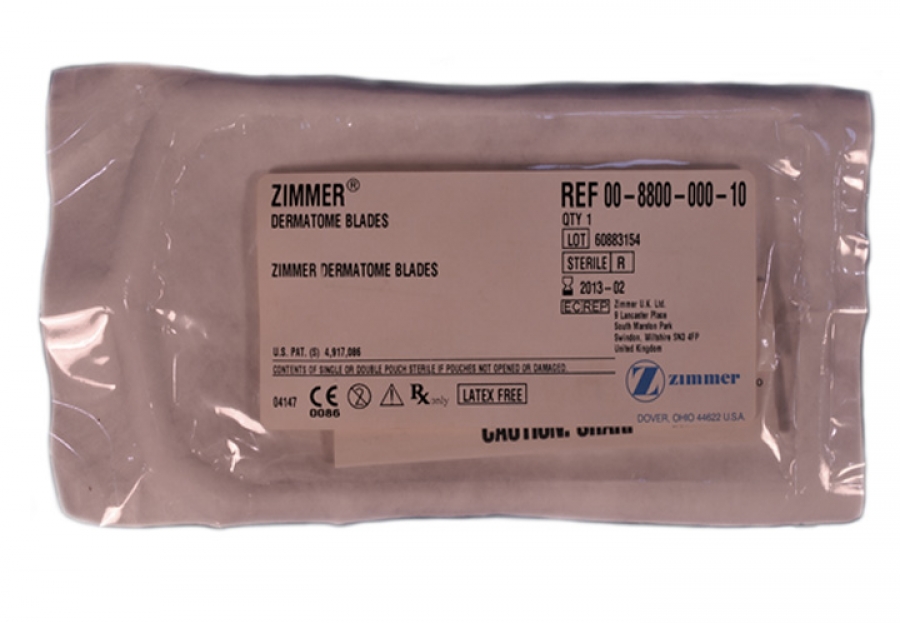 ZIMMER®
DERMATOME BLADES
ZIMMER DERMATOME BLADES
REF 00-8800-000-10
QTY 1
LOT 60883154
STERILE R
2013-02
EC REP
Zimmer U.K. Ltd.
9 Lancaster Place
South Marston Park
Swindon, Wiltshire SN3 4FP
United Kingdom
U.S. PAT. (S) 4,917,086
CONTENTS OF SINGLE OR DOUBLE POUCH STERILE IF POUCHES NOT OPENED OR DAMAGED.
04147 CE 0086 2 Rx only LATEX FREE
Z zimmer
DOVER, OHIO 44622 U.S.A.
CAUTION: SHARP